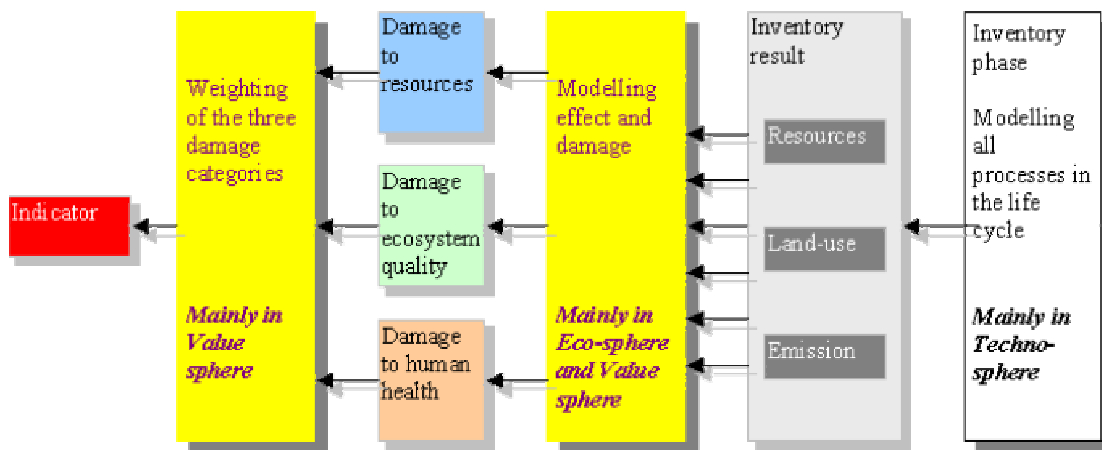 Indicator
Weighting
of the three
damage
categories
Mainly in
Value
sphere
Damage
to
resources
Damage
to
ecosystem
quality
Damage
to human
health
Modelling
effect and
damage
Mainly in
Eco-sphere
and Value
sphere
Inventory
result
Resources
Land-use
Emission
Inventory
phase
Modelling
all
processes in
the life
cycle
Mainly in
Techno-
sphere